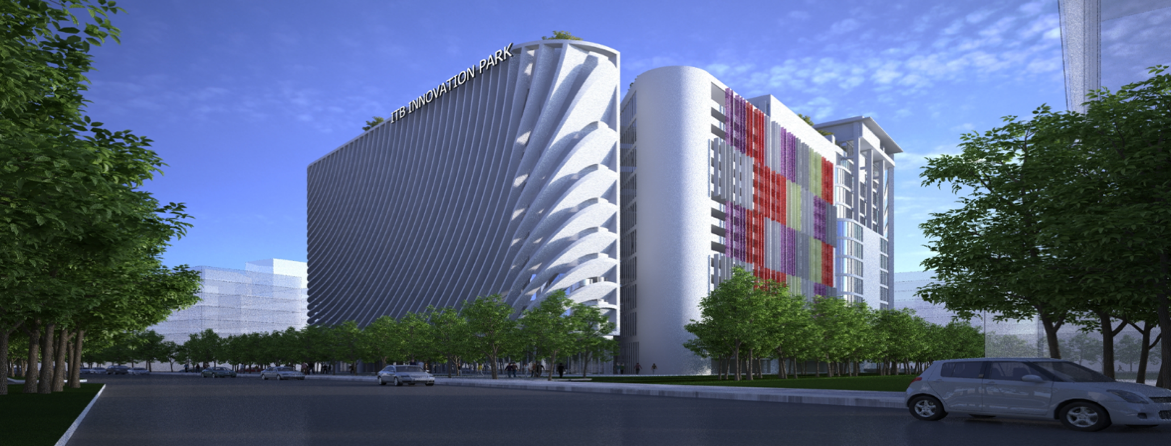 ITB INNOVATION PARK